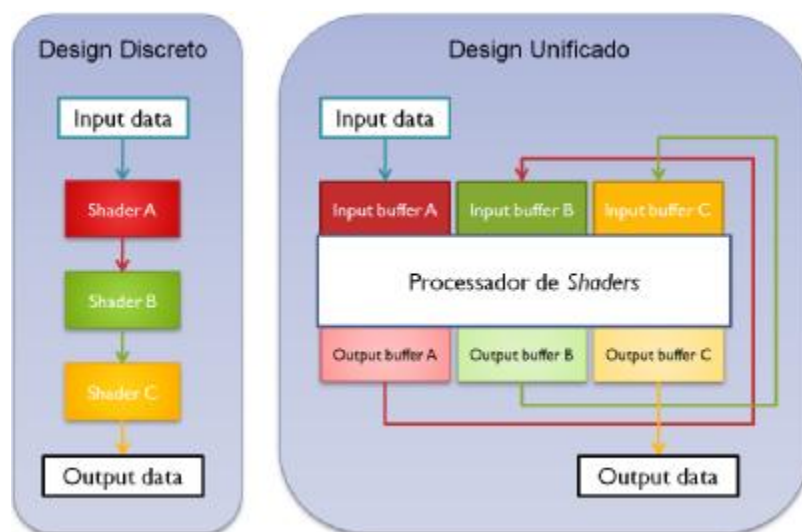 Design Discreto
Input data
Shader A
Shader B
Shader C
Output data
Design Unificado
Input data
Input buffer A
Input buffer B
Input buffer C
Processador de Shaders
Output buffer A
Output buffer B
Output buffer C
Output data